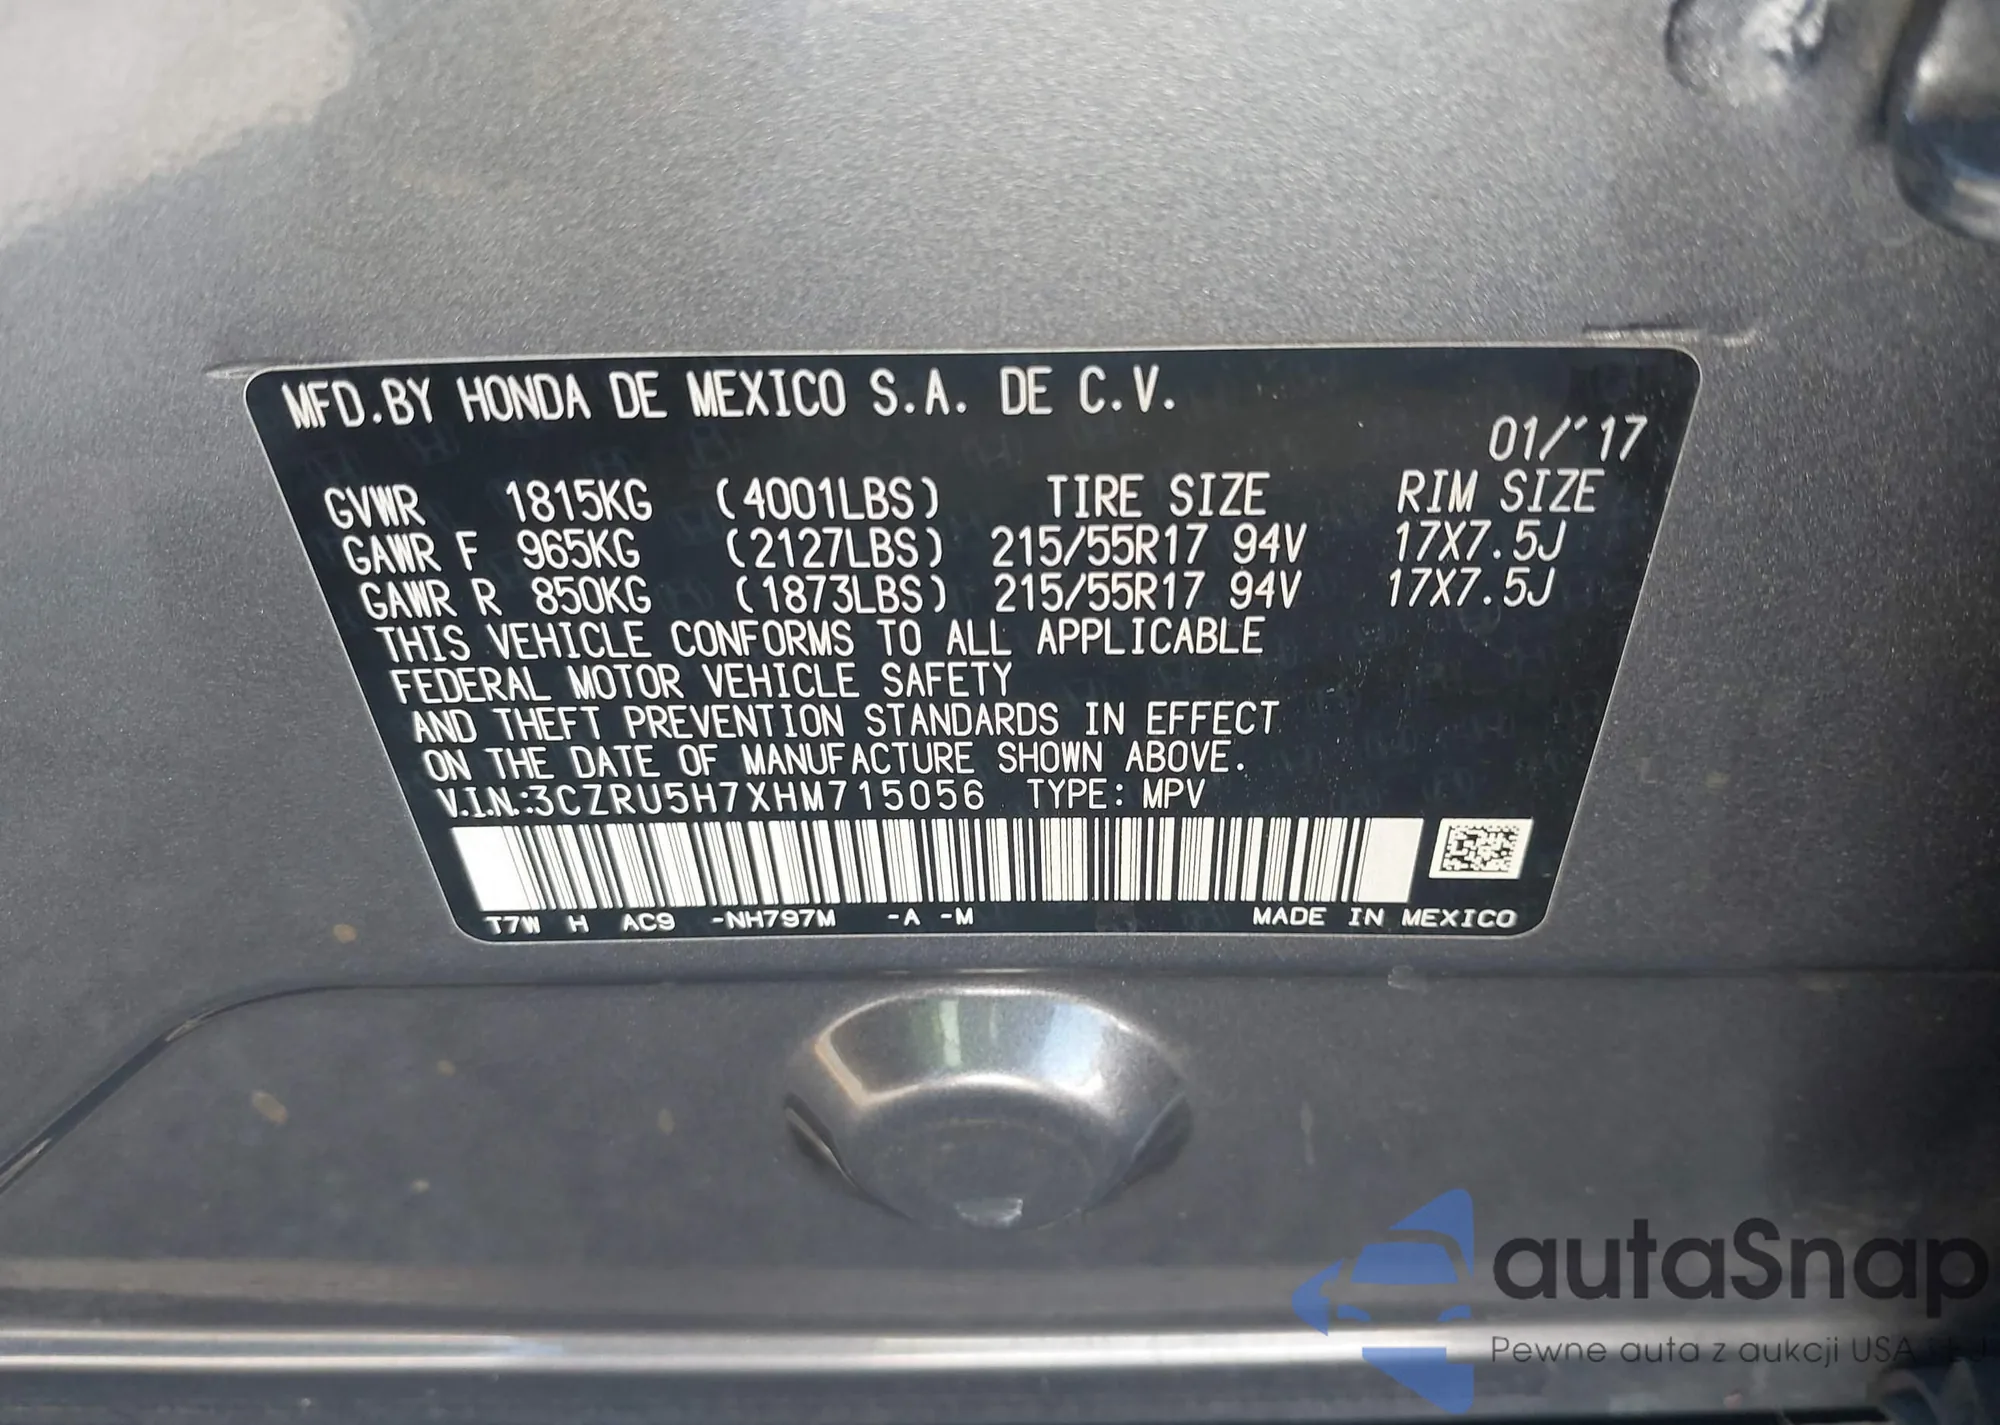 MFD.BY HONDA DE MEXICO S.A. DE C.V.
01/'17
GVWR 1815KG (4001LBS) TIRE SIZE RIM SIZE
GAWR F 965KG (2127LBS) 215/55R17 94V 17X7.5J
GAWR R 850KG (1873LBS) 215/55R17 94V 17X7.5J
THIS VEHICLE CONFORMS TO ALL APPLICABLE
FEDERAL MOTOR VEHICLE SAFETY
AND THEFT PREVENTION STANDARDS IN EFFECT
ON THE DATE OF MANUFACTURE SHOWN ABOVE.
V.I.N.:3CZRU5H7XHM715056 TYPE: MPV
T7W H AC9 -NH797M -A -M MADE IN MEXICO
autaSnap
Pewne auta z aukcji USA i EU